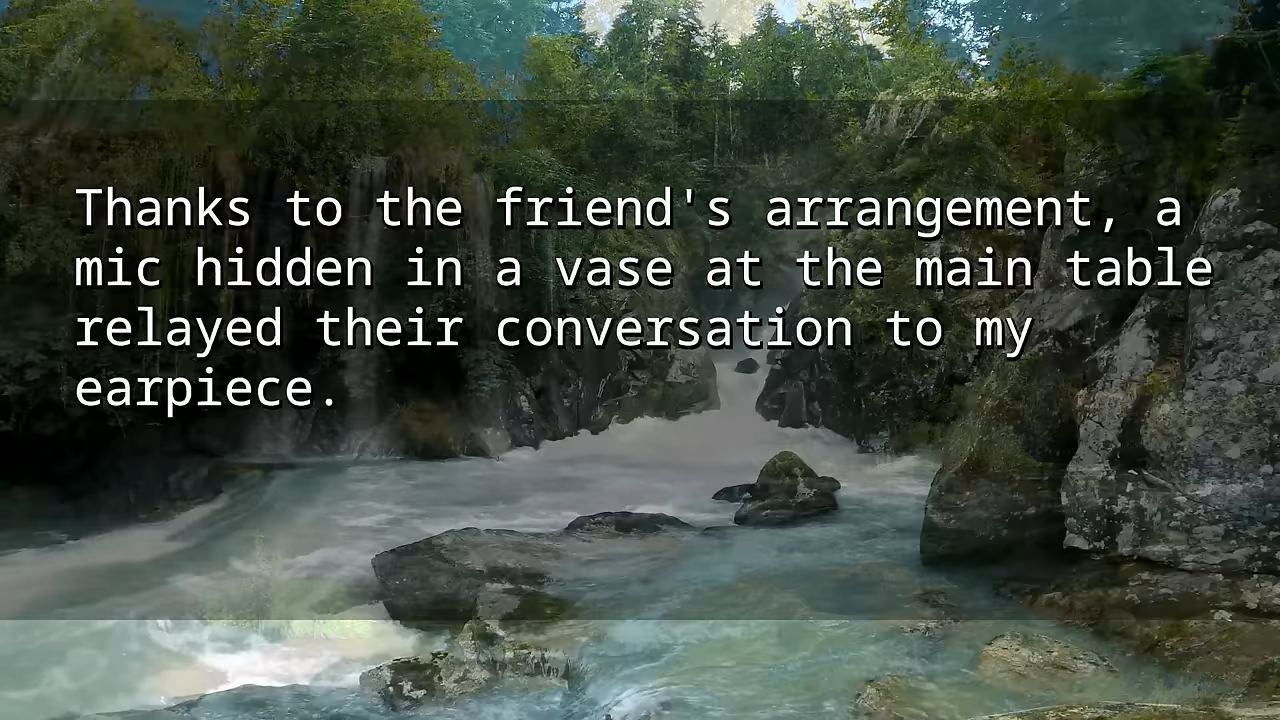 Thanks to the friend's arrangement, a
mic hidden in a vase at the main table
relayed their conversation to my
earpiece.